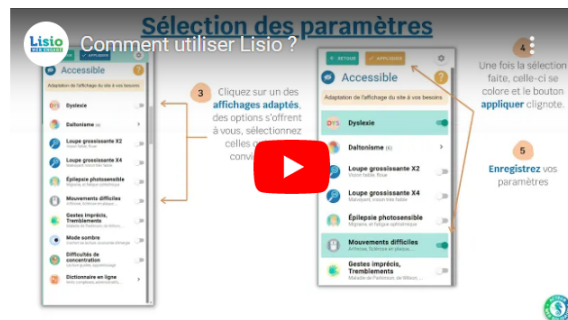 Sélection des paramètres
Lisio
Comment utiliser Lisio ?
RETOUR
APPLIQUER
Accessible
?
Adaptation de l'affichage du site à vos besoins
Dyslexie
Daltonisme
Loupe grossissante X2
Loupe grossissante X4
Épilepsie photosensible
Mouvements difficiles
Gestes imprécis,
Tremblements
Mode sombre
Difficultés de
concentration
Dictionnaire en ligne
3
Cliquez sur un des
affichages adaptés,
des options s'offrent
à vous, sélectionnez
celles
RETOUR
APPLIQUER
Accessible
?
Adaptation de l'affichage du site à vos besoins
DYS
Dyslexie
Daltonisme
Loupe grossissante X2
Loupe grossissante X4
Épilepsie photosensible
Mouvements difficiles
Gestes imprécis,
Tremblements
4
Une fois la sélection
faite, celle-ci se
colore et le bouton
appliquer clignote.
5
Enregistrez vos
paramètres